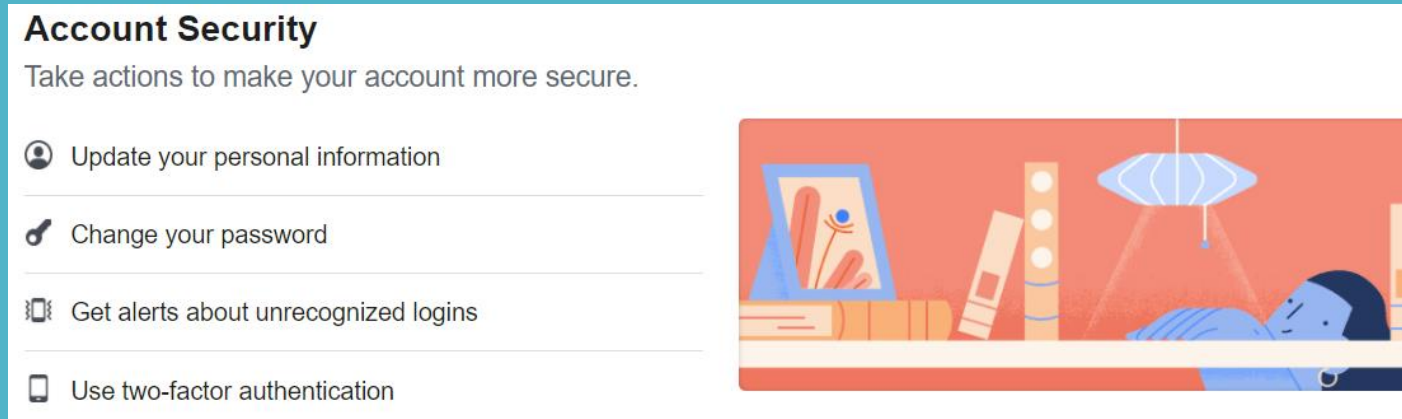 Account Security
Take actions to make your account more secure.
Update your personal information
Change your password
Get alerts about unrecognized logins
Use two-factor authentication